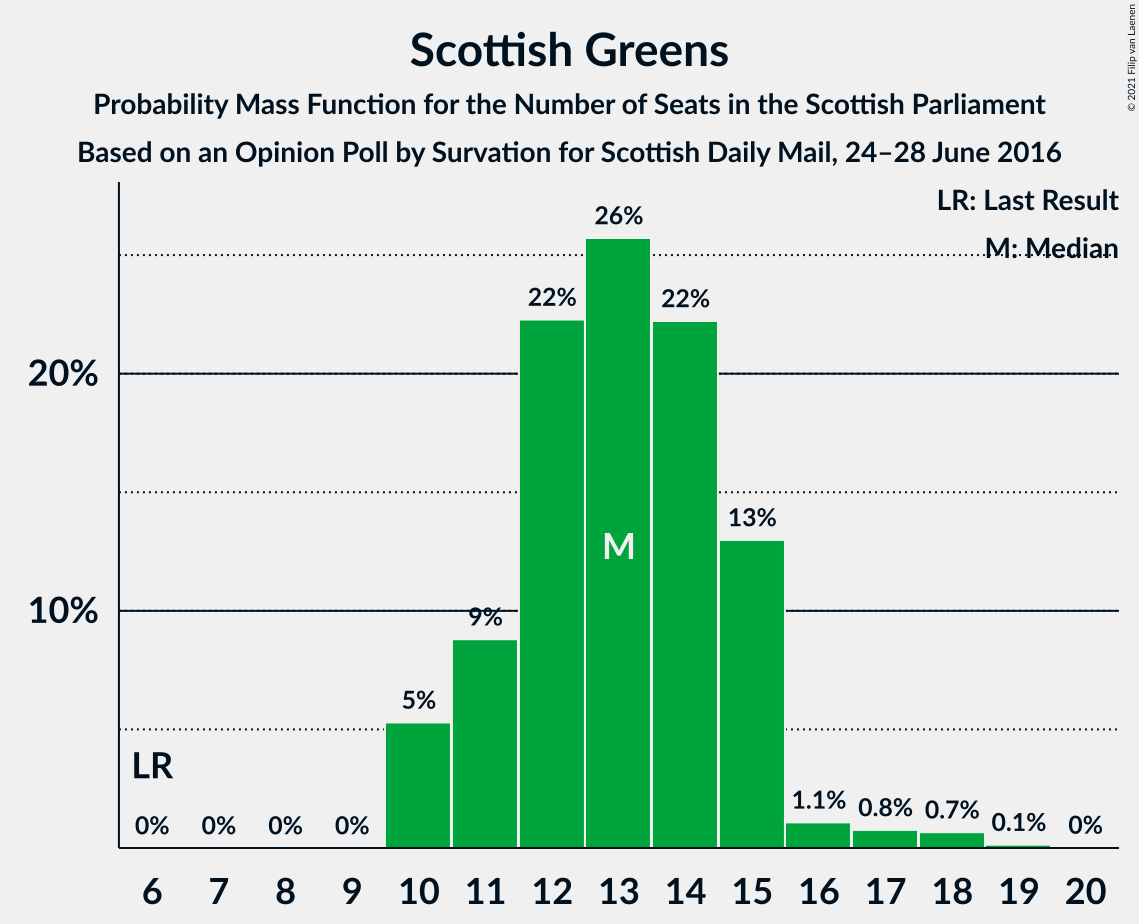 Scottish Greens
Probability Mass Function for the Number of Seats in the Scottish Parliament
Based on an Opinion Poll by Survation for Scottish Daily Mail, 24–28 June 2016
© 2021 Filip van Laenen
LR: Last Result
M: Median
26%
22%
22%
20%
13%
M
10%
9%
5%
LR
1.1%
0.8%
0.7%
0.1%
0%
0%
0%
0%
0%
6 7 8 9 10 11 12 13 14 15 16 17 18 19 20